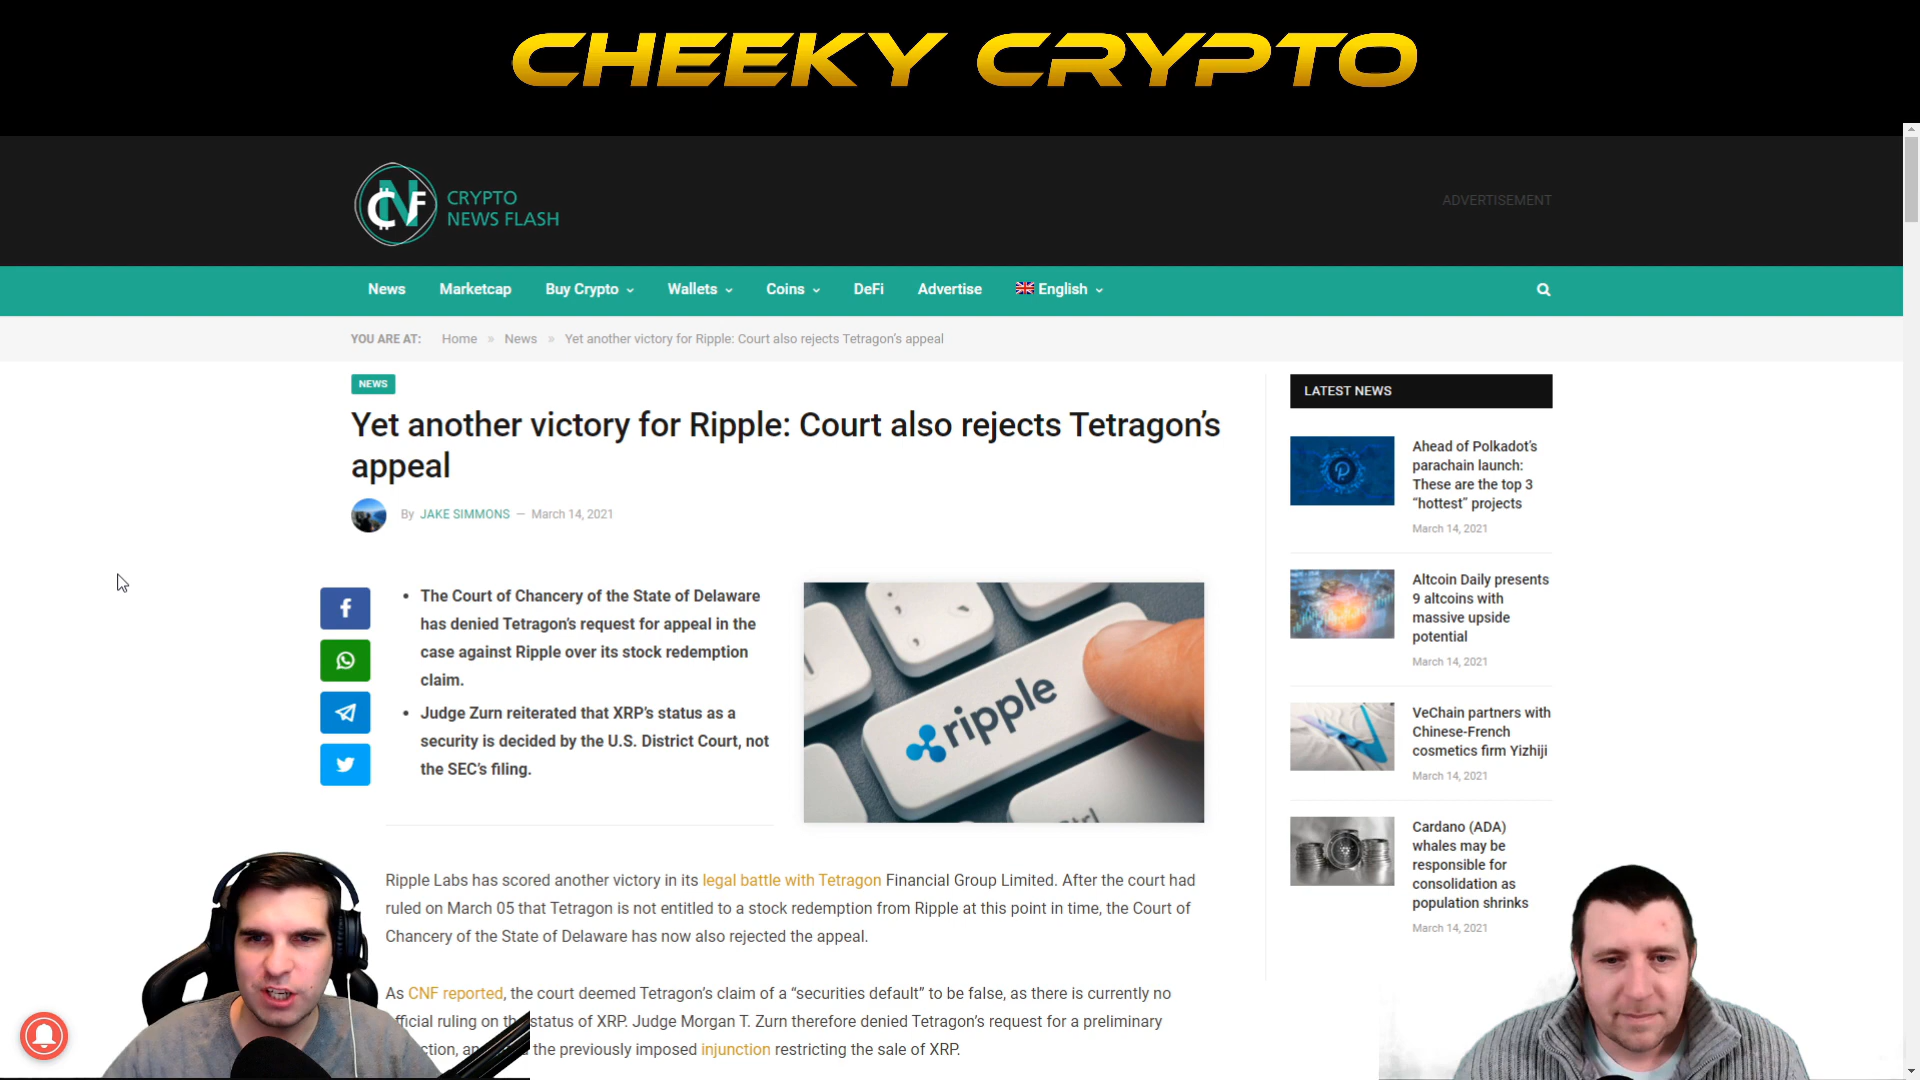 CHEEKY CRYPTO
CNF
CRYPTO
NEWS FLASH
ADVERTISEMENT
News Marketcap Buy Crypto Wallets Coins DeFi Advertise English
YOU ARE AT: Home » News » Yet another victory for Ripple: Court also rejects Tetragon's appeal
NEWS
Yet another victory for Ripple: Court also rejects Tetragon's
appeal
By JAKE SIMMONS — March 14, 2021
• The Court of Chancery of the State of Delaware
has denied Tetragon's request for appeal in the
case against Ripple over its stock redemption
claim.
• Judge Zurn reiterated that XRP's status as a
security is decided by the U.S. District Court, not
the SEC's filing.
ripple
Ctrl
Ripple Labs has scored another victory in its legal battle with Tetragon Financial Group Limited. After the court had
ruled on March 05 that Tetragon is not entitled to a stock redemption from Ripple at this point in time, the Court of
Chancery of the State of Delaware has now also rejected the appeal.
As CNF reported, the court deemed Tetragon's claim of a “securities default” to be false, as there is currently no
official ruling on the status of XRP. Judge Morgan T. Zurn therefore denied Tetragon's request for a preliminary
the previously imposed injunction restricting the sale of XRP.
LATEST NEWS
Ahead of Polkadot's
parachain launch:
These are the top 3
“hottest” projects
March 14, 2021
Altcoin Daily presents
9 altcoins with
massive upside
potential
March 14, 2021
VeChain partners with
Chinese-French
cosmetics firm Yizhiji
March 14, 2021
Cardano (ADA)
whales may be
responsible for
consolidation as
population shrinks
March 14, 2021